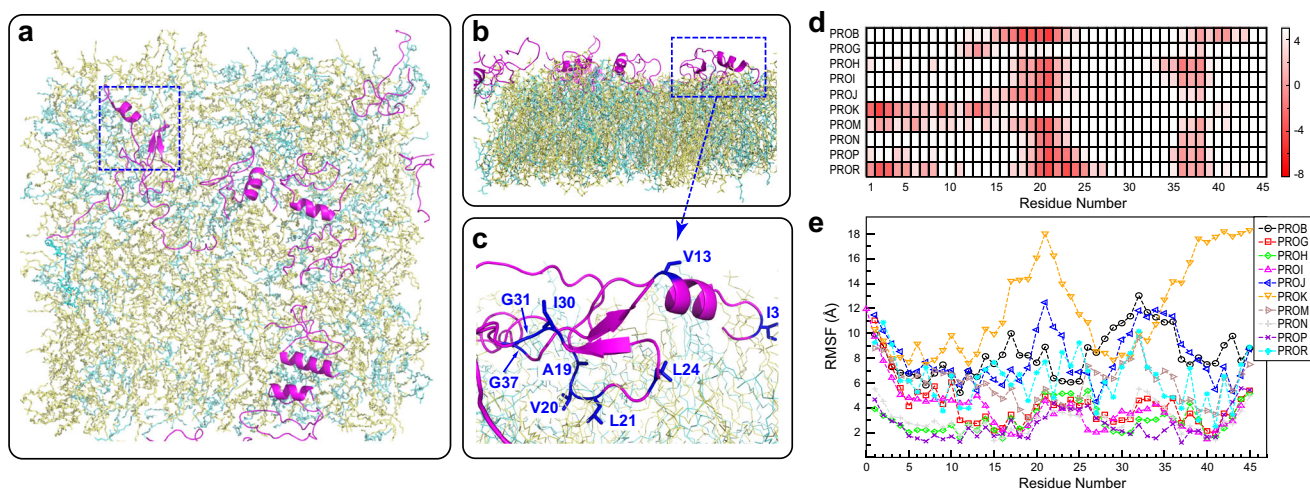 a
b
c
V13
I30
G31
I3
A19
L24
G37
V20
L21
d
PROB
PROG
PROH
PROI
PROJ
PROK
PROM
PRON
PROP
PROR
1 5 10 15 20 25 30 35 40 45
Residue Number
4
0
-4
-8
e
RMSF (Å)
18
16
14
12
10
8
6
4
2
0 5 10 15 20 25 30 35 40 45
Residue Number
PROB
PROG
PROH
PROI
PROJ
PROK
PROM
PRON
PROP
PROR